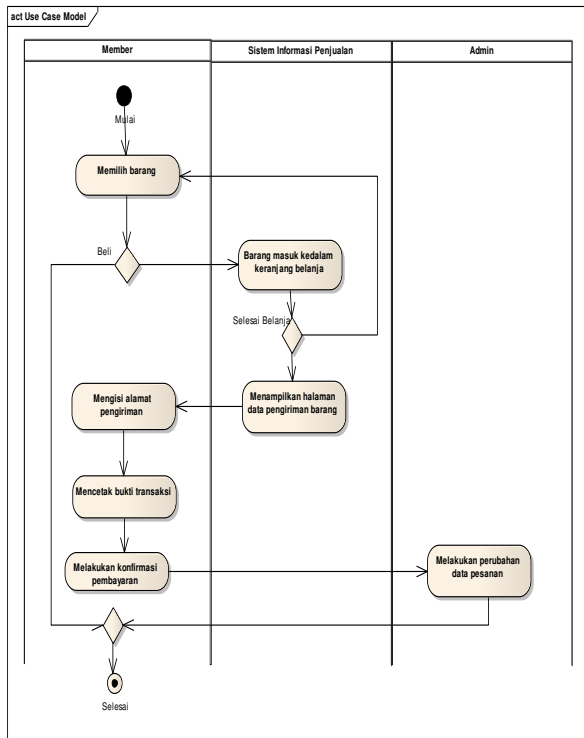 act Use Case Model
Member
Sistem Informasi Penjualan
Admin
Mulai
Memilih barang
Beli
Barang masuk kedalam
keranjang belanja
Selesai Belanja
Mengisi alamat
pengiriman
Menampilkan halaman
data pengiriman barang
Mencetak bukti transaksi
Melakukan konfirmasi
pembayaran
Melakukan perubahan
data pesanan
Selesai